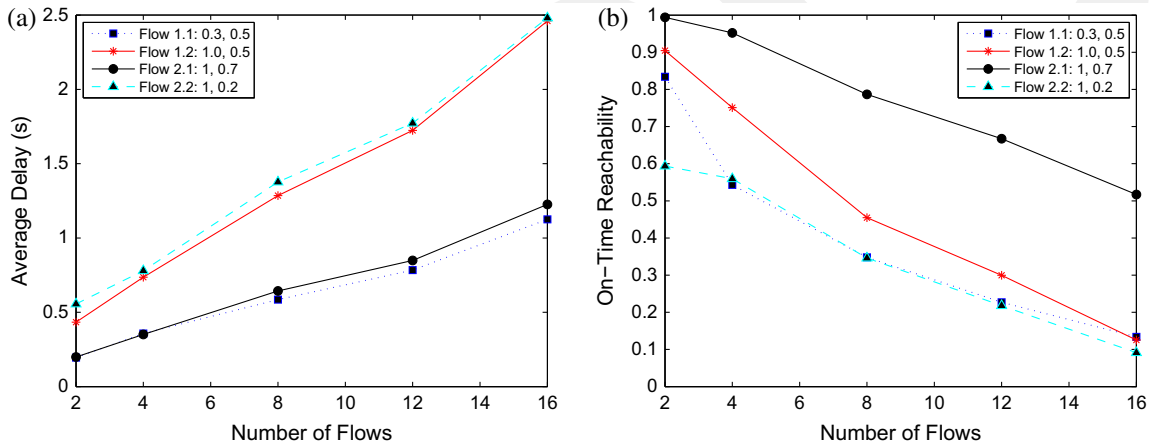 (a)
2.5
2
1.5
1
0.5
0
Average Delay (s)
Flow 1.1: 0.3, 0.5
Flow 1.2: 1.0, 0.5
Flow 2.1: 1, 0.7
Flow 2.2: 1, 0.2
2 4 6 8 10 12 14 16
Number of Flows
(b)
1
0.9
0.8
0.7
0.6
0.5
0.4
0.3
0.2
0.1
0
On-Time Reachability
Flow 1.1: 0.3, 0.5
Flow 1.2: 1.0, 0.5
Flow 2.1: 1, 0.7
Flow 2.2: 1, 0.2
2 4 6 8 10 12 14 16
Number of Flows